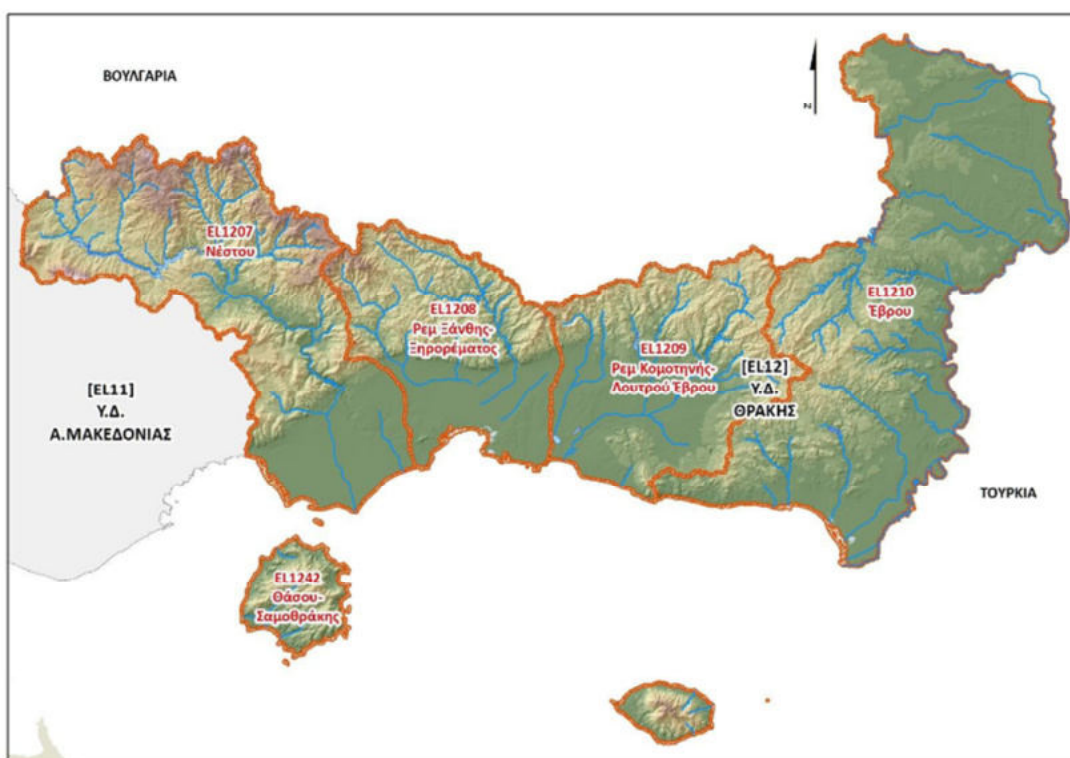 ΒΟΥΛΓΑΡΙΑ
N
EL1207
Νέστου
EL1208
Ρεμ Ξάνθης-
Ξηρορέματος
EL1209
Ρεμ Κομοτηνής-
Λουτρού Έβρου
EL1210
Έβρου
[EL12]
Υ.Δ.
ΘΡΑΚΗΣ
[EL11]
Υ.Δ.
Α.ΜΑΚΕΔΟΝΙΑΣ
ΤΟΥΡΚΙΑ
EL1242
Θάσου-
Σαμοθράκης